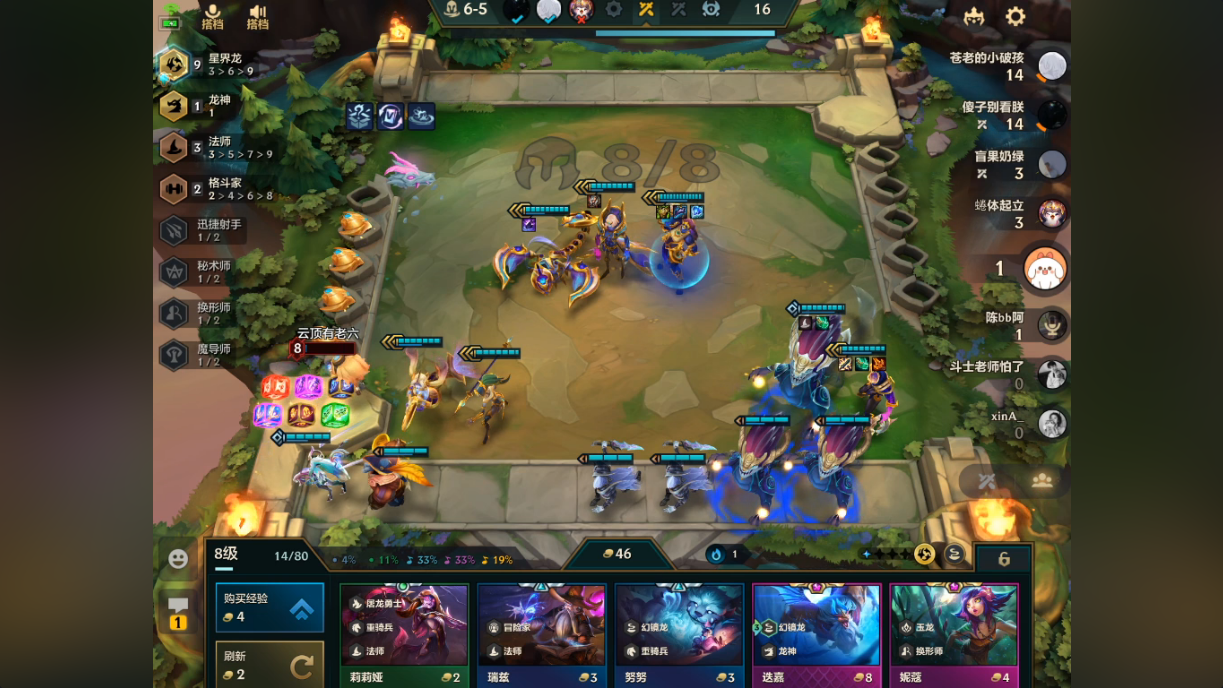 6-5
16
搭档
搭档
9 星界龙
3 > 6 > 9
1 龙神
1
3 法师
3 > 5 > 7 > 9
2 格斗家
2 > 4 > 6 > 8
迅捷射手
1 / 2
秘术师
1 / 2
换形师
1 / 2
魔导师
1 / 2
8/8
苍老的小破孩
14
傻子别看朕
14
盲果奶绿
3
蜷体起立
3
1
陈bb阿
1
斗士老师怕了
0
xinA_
0
云顶有老六
8
8级
14/80
4%
11%
33%
33%
19%
46
1
1
购买经验
4
刷新
2
屠龙勇士
重骑兵
法师
莉莉娅 2
冒险家
法师
瑞兹 3
幻镜龙
重骑兵
努努 3
3 幻镜龙
龙神
迭嘉 8
玉龙
换形师
妮蔻 4